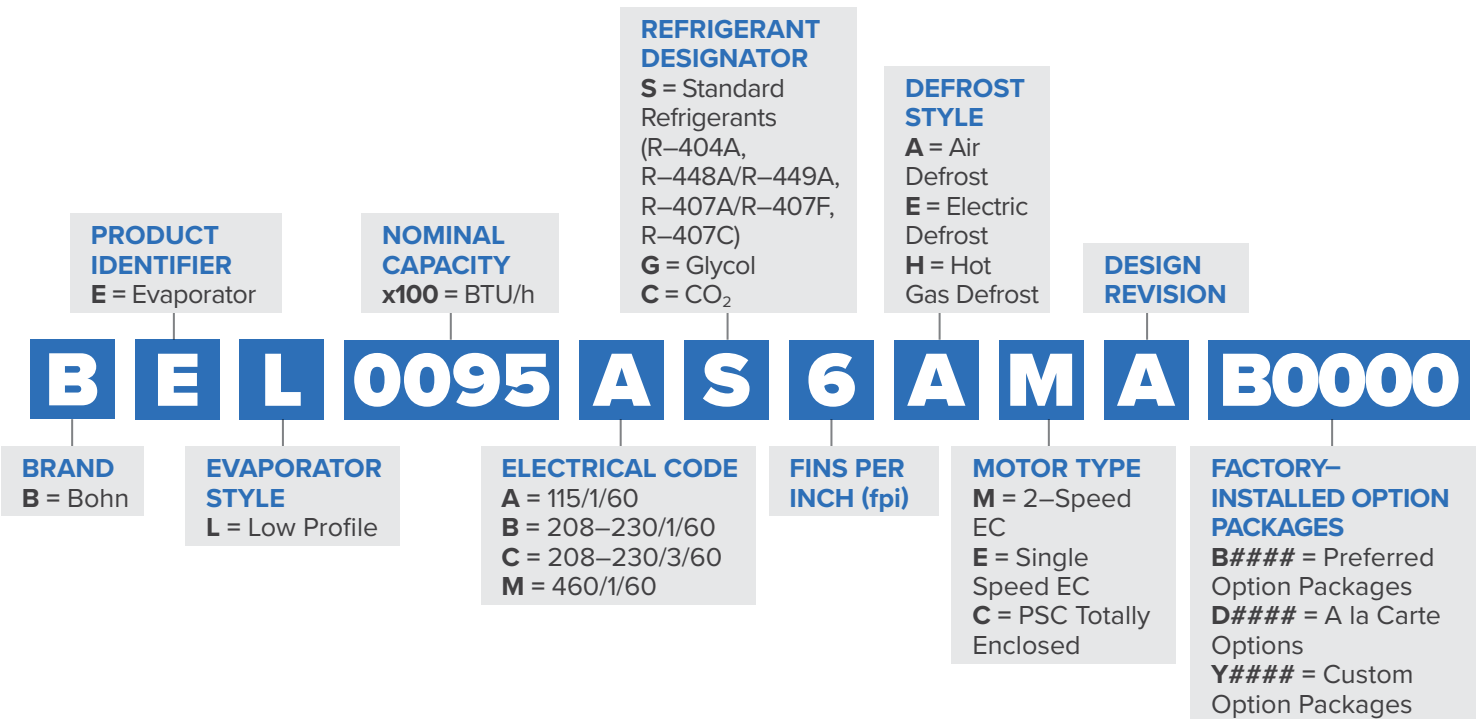 REFRIGERANT
DESIGNATOR
S = Standard
Refrigerants
(R–404A,
R–448A/R–449A,
R–407A/R–407F,
R–407C)
G = Glycol
C = CO₂
DEFROST
STYLE
A = Air
Defrost
E = Electric
Defrost
H = Hot
Gas Defrost
PRODUCT
IDENTIFIER
E = Evaporator
NOMINAL
CAPACITY
x100 = BTU/h
DESIGN
REVISION
B E L 0095 A S 6 A M A B0000
BRAND
B = Bohn
EVAPORATOR
STYLE
L = Low Profile
ELECTRICAL CODE
A = 115/1/60
B = 208–230/1/60
C = 208–230/3/60
M = 460/1/60
FINS PER
INCH (fpi)
MOTOR TYPE
M = 2–Speed
EC
E = Single
Speed EC
C = PSC Totally
Enclosed
FACTORY–
INSTALLED OPTION
PACKAGES
B#### = Preferred
Option Packages
D#### = A la Carte
Options
Y#### = Custom
Option Packages